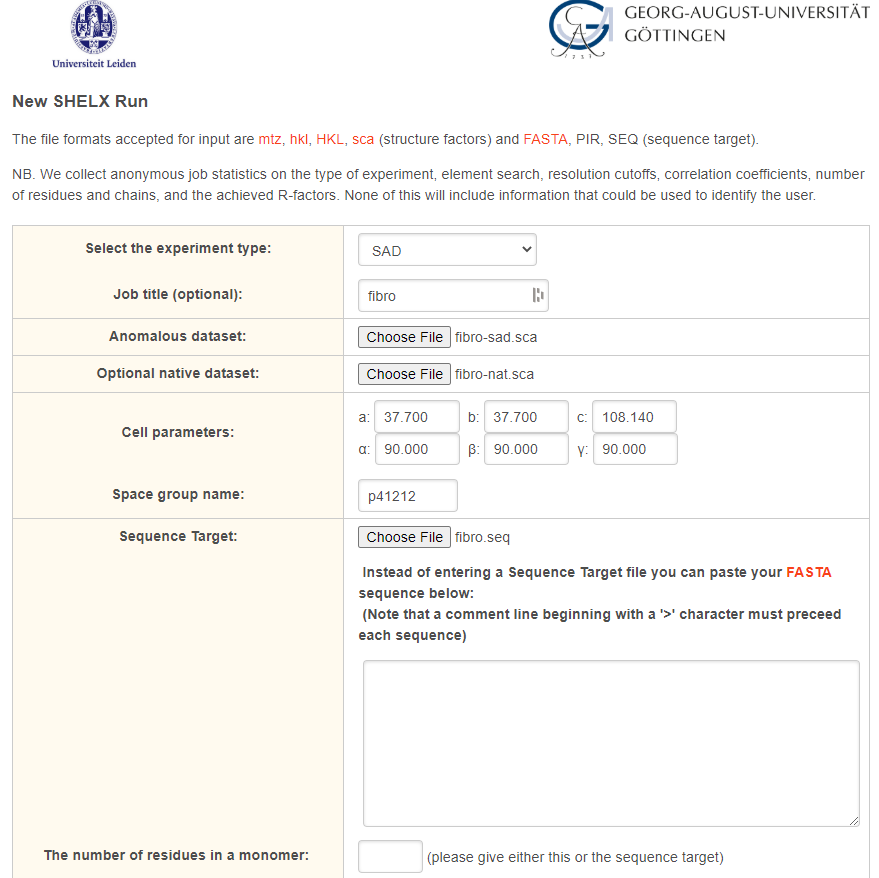 Universiteit Leiden
GEORG-AUGUST-UNIVERSITÄT
GÖTTINGEN
1737
New SHELX Run
The file formats accepted for input are mtz, hkl, HKL, sca (structure factors) and FASTA, PIR, SEQ (sequence target).
NB. We collect anonymous job statistics on the type of experiment, element search, resolution cutoffs, correlation coefficients, number
of residues and chains, and the achieved R-factors. None of this will include information that could be used to identify the user.
Select the experiment type: SAD
Job title (optional): fibro
Anomalous dataset: Choose File fibro-sad.sca
Optional native dataset: Choose File fibro-nat.sca
Cell parameters:
a: 37.700 b: 37.700 c: 108.140
α: 90.000 β: 90.000 γ: 90.000
Space group name: p41212
Sequence Target: Choose File fibro.seq
Instead of entering a Sequence Target file you can paste your FASTA
sequence below:
(Note that a comment line beginning with a '>' character must preceed
each sequence)
The number of residues in a monomer: (please give either this or the sequence target)